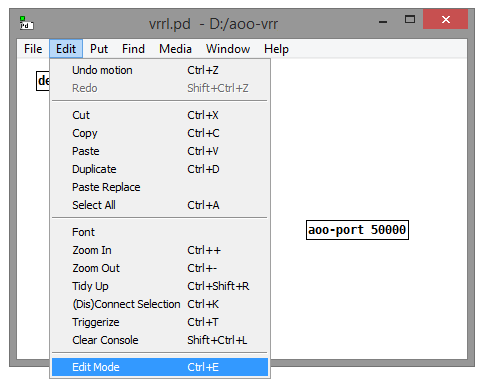 vrrl.pd - D:/aoo-vrr
File Edit Put Find Media Window Help
Undo motion Ctrl+Z
Redo Shift+Ctrl+Z
Cut Ctrl+X
Copy Ctrl+C
Paste Ctrl+V
Duplicate Ctrl+D
Paste Replace
Select All Ctrl+A
aoo-port 50000
Font
Zoom In Ctrl++
Zoom Out Ctrl+-
Tidy Up Ctrl+Shift+R
(Dis)Connect Selection Ctrl+K
Triggerize Ctrl+T
Clear Console Shift+Ctrl+L
Edit Mode Ctrl+E